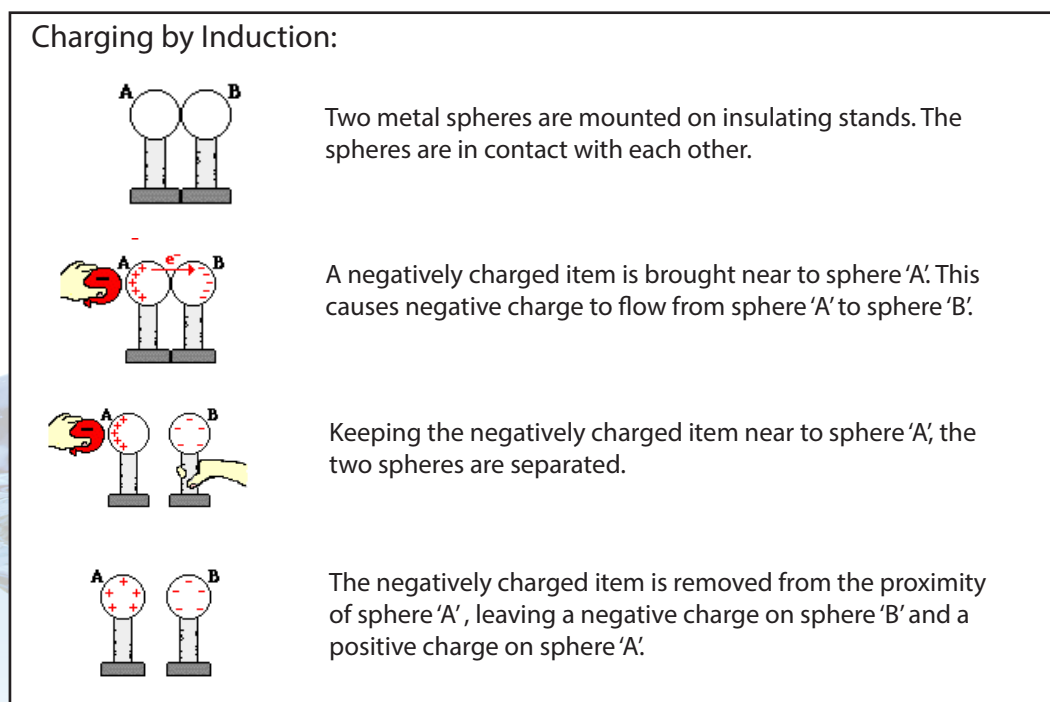 Charging by Induction:
A B
Two metal spheres are mounted on insulating stands. The
spheres are in contact with each other.
A e⁻ B
A negatively charged item is brought near to sphere ‘A’. This
causes negative charge to flow from sphere ‘A’ to sphere ‘B’.
A B
Keeping the negatively charged item near to sphere ‘A’, the
two spheres are separated.
A B
The negatively charged item is removed from the proximity
of sphere ‘A’ , leaving a negative charge on sphere ‘B’ and a
positive charge on sphere ‘A’.